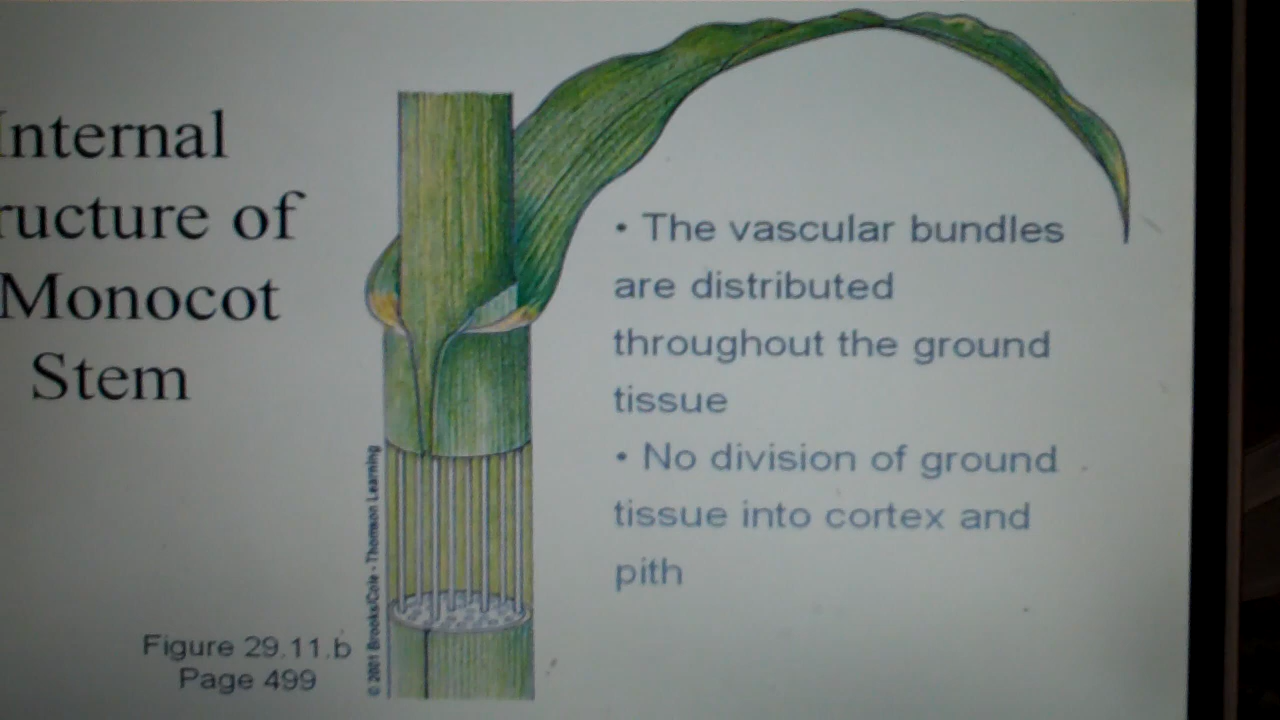 Internal
ructure of
Monocot
Stem
• The vascular bundles
are distributed
throughout the ground
tissue
• No division of ground
tissue into cortex and
pith
© 2001 Brooks/Cole - Thomson Learning
Figure 29.11.b
Page 499